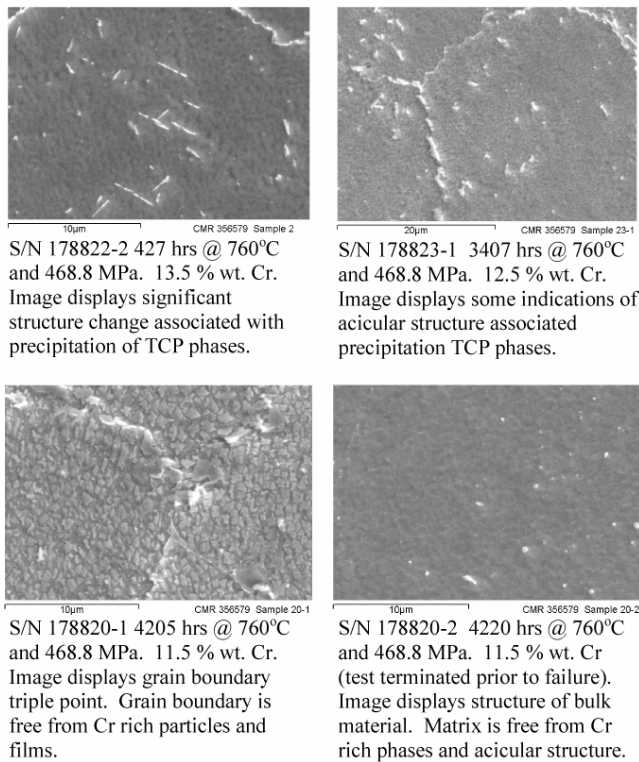 10µm
CMR 356579 Sample 2
S/N 178822-2 427 hrs @ 760°C
and 468.8 MPa. 13.5 % wt. Cr.
Image displays significant
structure change associated with
precipitation of TCP phases.
20µm
CMR 356579 Sample 23-1
S/N 178823-1 3407 hrs @ 760°C
and 468.8 MPa. 12.5 % wt. Cr.
Image displays some indications of
acicular structure associated
precipitation TCP phases.
10µm
CMR 356579 Sample 20-1
S/N 178820-1 4205 hrs @ 760°C
and 468.8 MPa. 11.5 % wt. Cr.
Image displays grain boundary
triple point. Grain boundary is
free from Cr rich particles and
films.
10µm
CMR 356579 Sample 20-2
S/N 178820-2 4220 hrs @ 760°C
and 468.8 MPa. 11.5 % wt. Cr
(test terminated prior to failure).
Image displays structure of bulk
material. Matrix is free from Cr
rich phases and acicular structure.